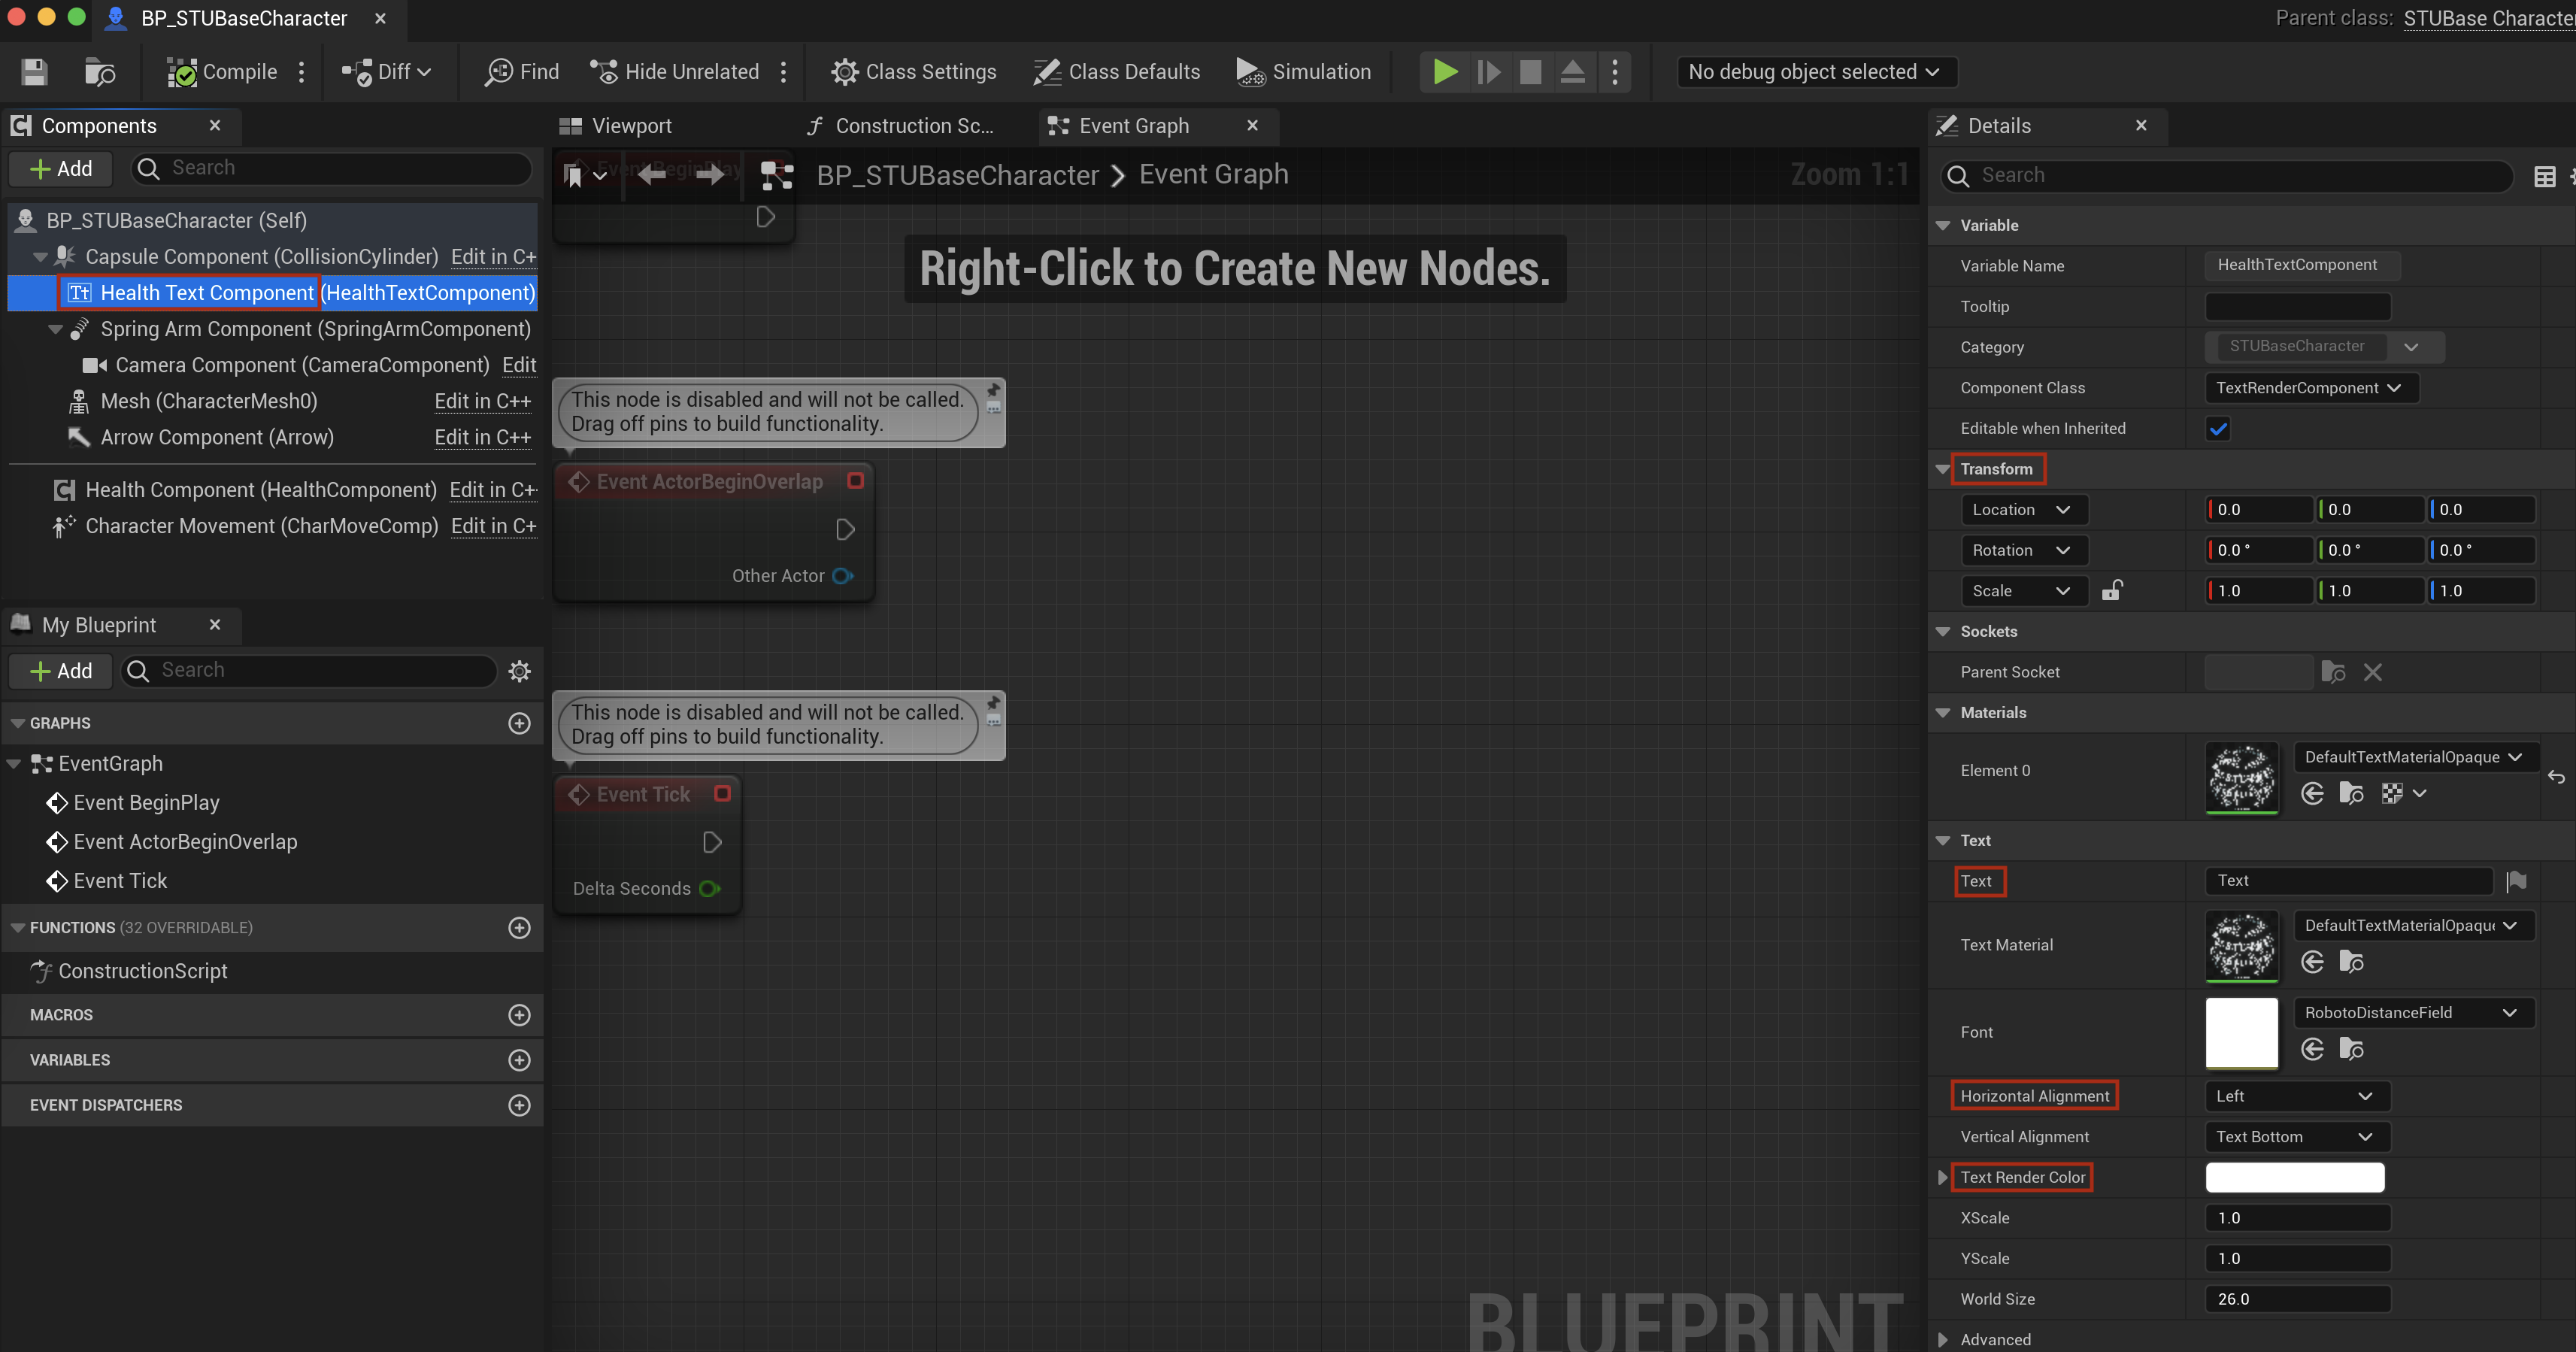 BP_STUBaseCharacter
Parent class: STUBase Character
Compile
Diff
Find
Hide Unrelated
Class Settings
Class Defaults
Simulation
No debug object selected
Components
Add
Search
BP_STUBaseCharacter (Self)
Capsule Component (CollisionCylinder) Edit in C+
Health Text Component (HealthTextComponent)
Spring Arm Component (SpringArmComponent)
Camera Component (CameraComponent) Edit
Mesh (CharacterMesh0) Edit in C++
Arrow Component (Arrow) Edit in C++
Health Component (HealthComponent) Edit in C+
Character Movement (CharMoveComp) Edit in C+
My Blueprint
Add
Search
GRAPHS
EventGraph
Event BeginPlay
Event ActorBeginOverlap
Event Tick
FUNCTIONS (32 OVERRIDABLE)
ConstructionScript
MACROS
VARIABLES
EVENT DISPATCHERS
Viewport
Construction Sc...
Event Graph
Event BeginPlay
BP_STUBaseCharacter > Event Graph
Zoom 1:1
Right-Click to Create New Nodes.
This node is disabled and will not be called.
Drag off pins to build functionality.
Event ActorBeginOverlap
Other Actor
This node is disabled and will not be called.
Drag off pins to build functionality.
Event Tick
Delta Seconds
BLUEPRINT
Details
Search
Variable
Variable Name HealthTextComponent
Tooltip
Category STUBaseCharacter
Component Class TextRenderComponent
Editable when Inherited
Transform
Location 0.0 0.0 0.0
Rotation 0.0 ° 0.0 ° 0.0 °
Scale 1.0 1.0 1.0
Sockets
Parent Socket
Materials
Element 0 DefaultTextMaterialOpaque
Text
Text Text
Text Material DefaultTextMaterialOpaqu
Font RobotoDistanceField
Horizontal Alignment Left
Vertical Alignment Text Bottom
Text Render Color
XScale 1.0
YScale 1.0
World Size 26.0
Advanced